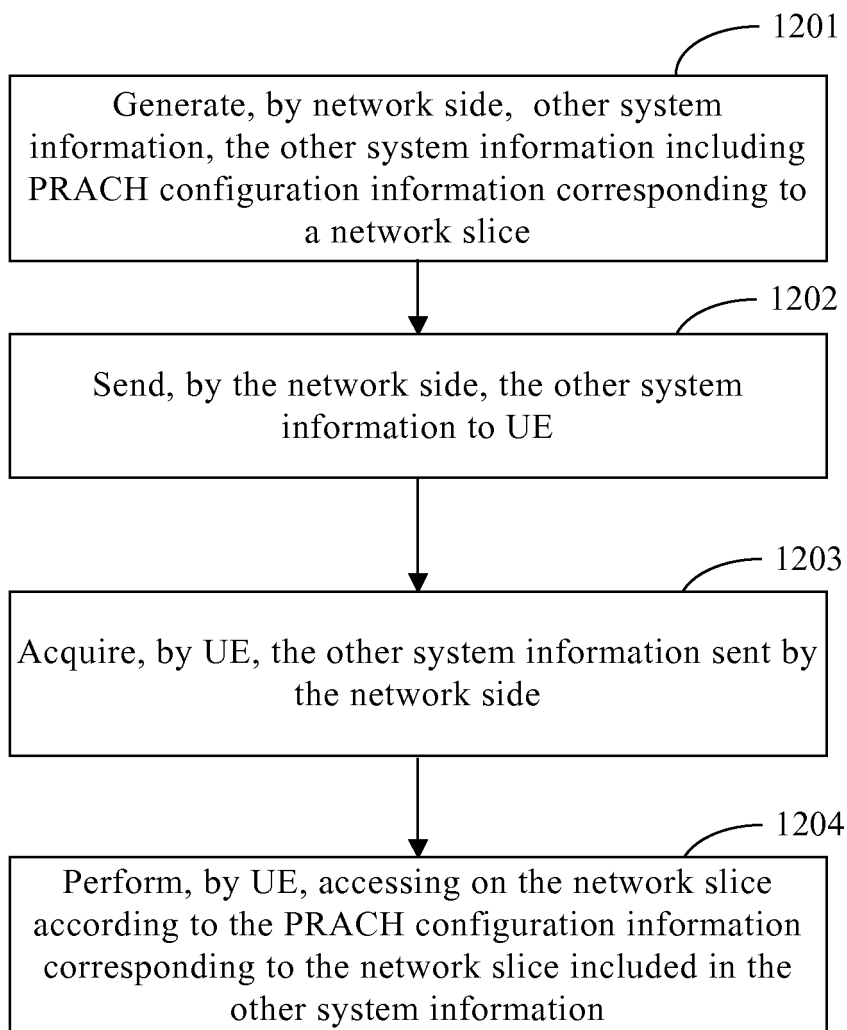 1201
Generate, by network side, other system
information, the other system information including
PRACH configuration information corresponding to
a network slice
1202
Send, by the network side, the other system
information to UE
1203
Acquire, by UE, the other system information sent by
the network side
1204
Perform, by UE, accessing on the network slice
according to the PRACH configuration information
corresponding to the network slice included in the
other system information